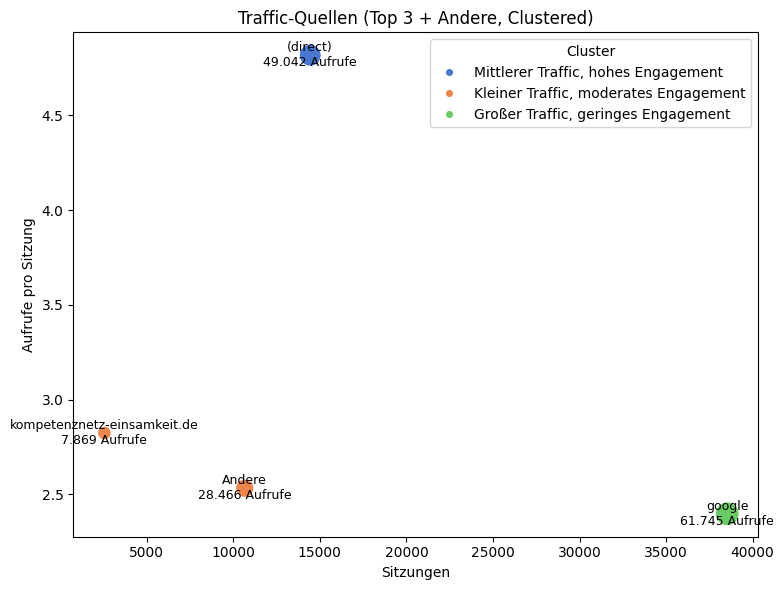 Traffic-Quellen (Top 3 + Andere, Clustered)
(direct)
49.042 Aufrufe
Cluster
Mittlerer Traffic, hohes Engagement
Kleiner Traffic, moderates Engagement
Großer Traffic, geringes Engagement
4.5
4.0
3.5
3.0
2.5
Aufrufe pro Sitzung
kompetenznetz-einsamkeit.de
7.869 Aufrufe
Andere
28.466 Aufrufe
google
61.745 Aufrufe
5000
10000
15000
20000
25000
30000
35000
40000
Sitzungen